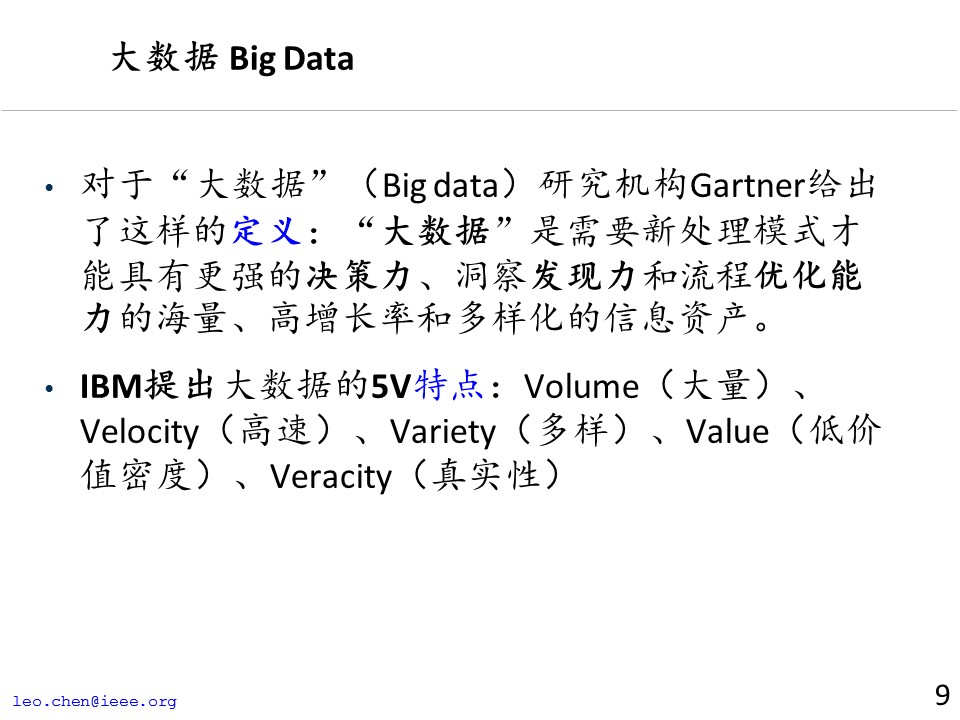 大数据 Big Data
• 对于“大数据”（Big data）研究机构Gartner给出
了这样的定义：“大数据”是需要新处理模式才
能具有更强的决策力、洞察发现力和流程优化能
力的海量、高增长率和多样化的信息资产。
• IBM提出大数据的5V特点：Volume（大量）、
Velocity（高速）、Variety（多样）、Value（低价
值密度）、Veracity（真实性）
leo.chen@ieee.org
9